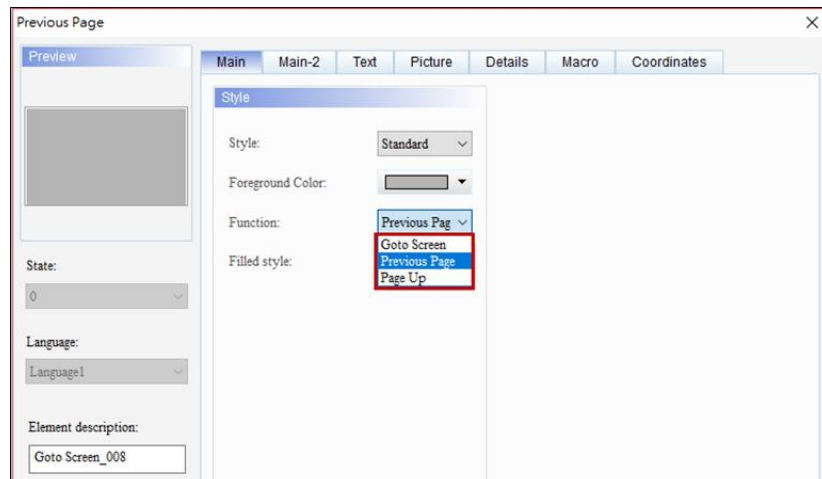 Previous Page
Preview
Main Main-2 Text Picture Details Macro Coordinates
Style
Style: Standard
Foreground Color:
Function: Previous Pag
Goto Screen
Filled style: Previous Page
Page Up
State:
0
Language:
Language1
Element description:
Goto Screen_008